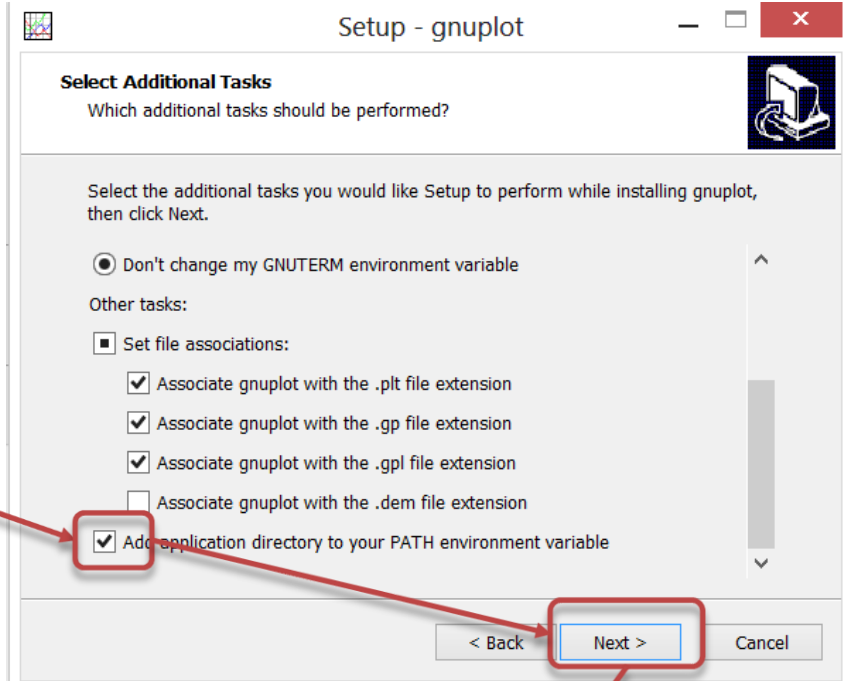 Setup - gnuplot
Select Additional Tasks
Which additional tasks should be performed?
Select the additional tasks you would like Setup to perform while installing gnuplot,
then click Next.
Don't change my GNUTERM environment variable
Other tasks:
Set file associations:
Associate gnuplot with the .plt file extension
Associate gnuplot with the .gp file extension
Associate gnuplot with the .gpl file extension
Associate gnuplot with the .dem file extension
Add application directory to your PATH environment variable
< Back Next > Cancel